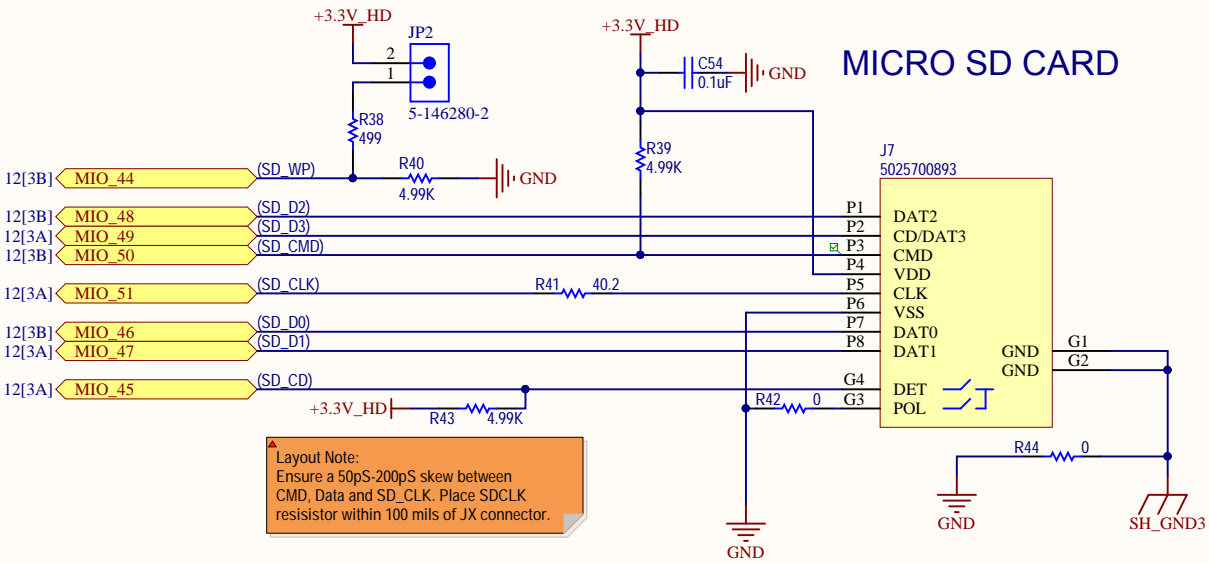 +3.3V_HD
JP2
2
1
5-146280-2
R38
499
+3.3V_HD
C54
0.1uF
GND
MICRO SD CARD
R39
4.99K
J7
5025700893
12[3B] MIO_44 (SD_WP)
R40
4.99K
GND
12[3B] MIO_48 (SD_D2) P1 DAT2
12[3A] MIO_49 (SD_D3) P2 CD/DAT3
12[3B] MIO_50 (SD_CMD) P3 CMD
P4 VDD
12[3A] MIO_51 (SD_CLK) R41 40.2 P5 CLK
P6 VSS
12[3B] MIO_46 (SD_D0) P7 DAT0
12[3A] MIO_47 (SD_D1) P8 DAT1
GND G1
GND G2
12[3A] MIO_45 (SD_CD) G4 DET
+3.3V_HD R43 4.99K
R42 0 G3 POL
Layout Note:
Ensure a 50pS-200pS skew between
CMD, Data and SD_CLK. Place SDCLK
resisistor within 100 mils of JX connector.
R44 0
GND
GND
SH_GND3